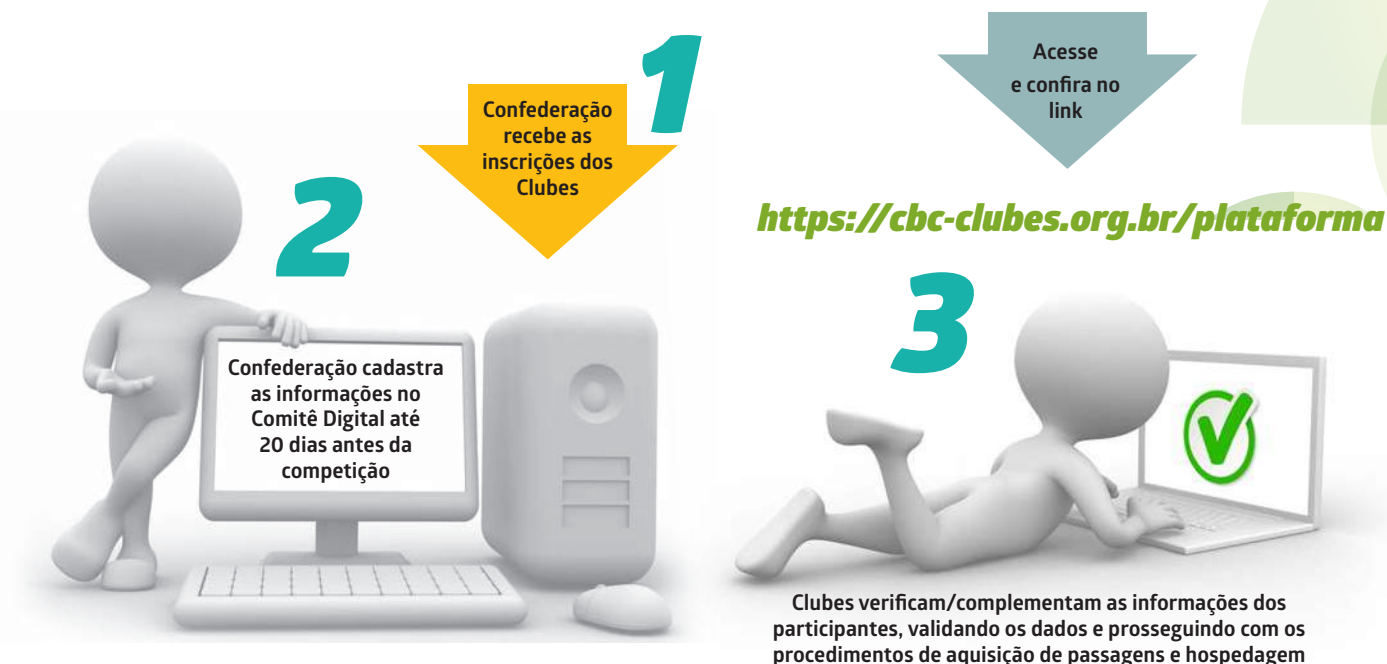 1
Confederação
recebe as
inscrições dos
Clubes
2
Confederação cadastra
as informações no
Comitê Digital até
20 dias antes da
competição
Acesse
e confira no
link
https://cbc-clubes.org.br/plataforma
3
Clubes verificam/complementam as informações dos
participantes, validando os dados e prosseguindo com os
procedimentos de aquisição de passagens e hospedagem